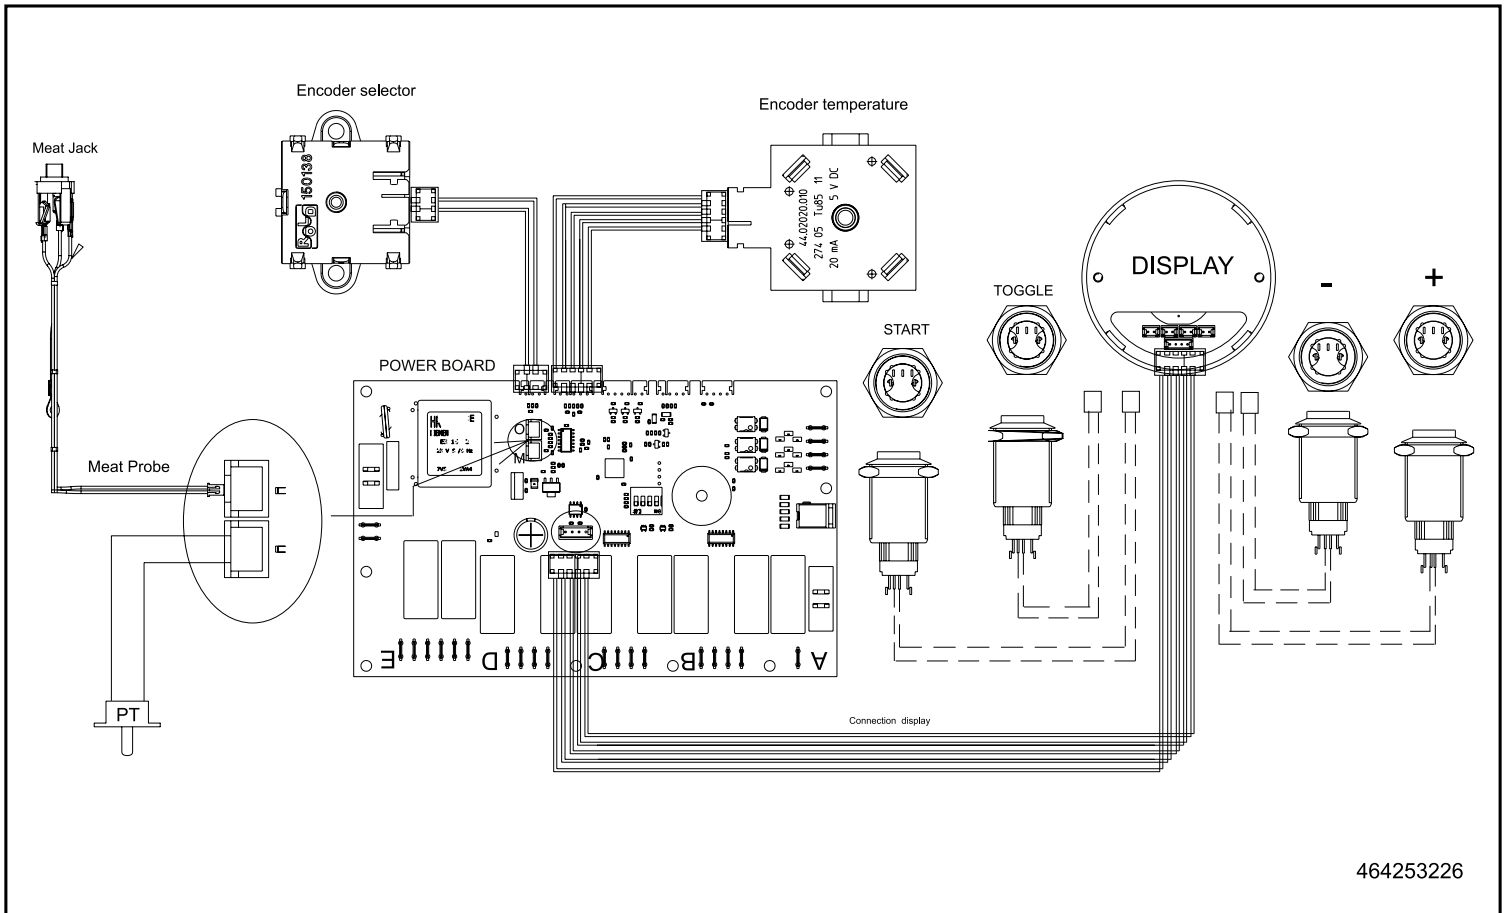 Encoder selector
Encoder temperature
Meat Jack
150138
ROLD
44.02020.010
274 05 Tu85 11
20 mA 5 V DC
DISPLAY
TOGGLE
-
+
START
POWER BOARD
Meat Probe
O
M
E
D
C
B
A
PT
Connection display
464253226